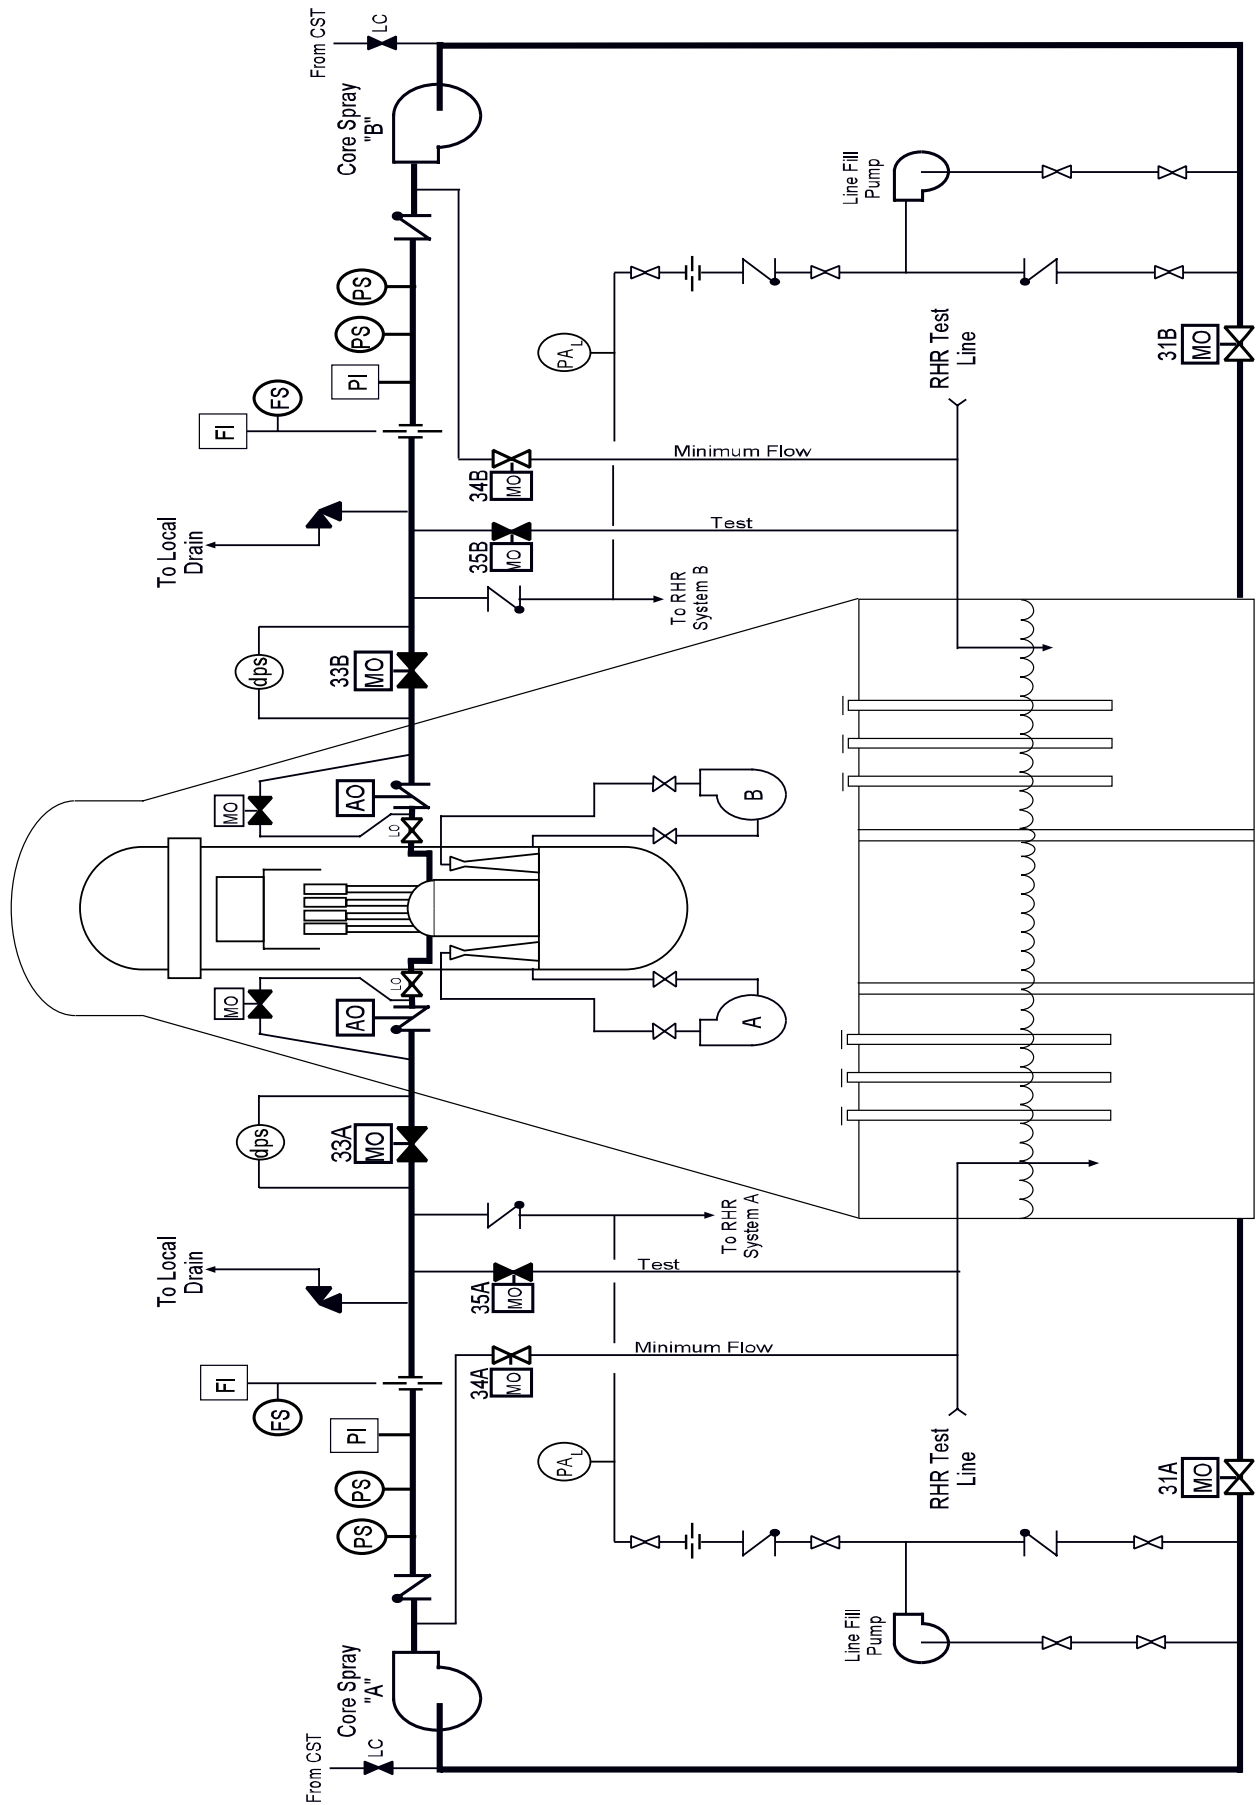 To Local
Drain
To Local
Drain
FI
MO
MO
FI
FS
dps
dps
FS
From CST
Core Spray
"A"
PS
PS
PI
33A
MO
AO
AO
33B
MO
PI
PS
PS
Core Spray
"B"
From CST
LC
LO
LO
LC
34A
MO
35A
MO
35B
MO
34B
MO
PAL
Minimum Flow
Test
To RHR
System A
To RHR
System B
Test
Minimum Flow
PAL
A
B
Line Fill
Pump
Line Fill
Pump
RHR Test
Line
RHR Test
Line
31A
MO
31B
MO